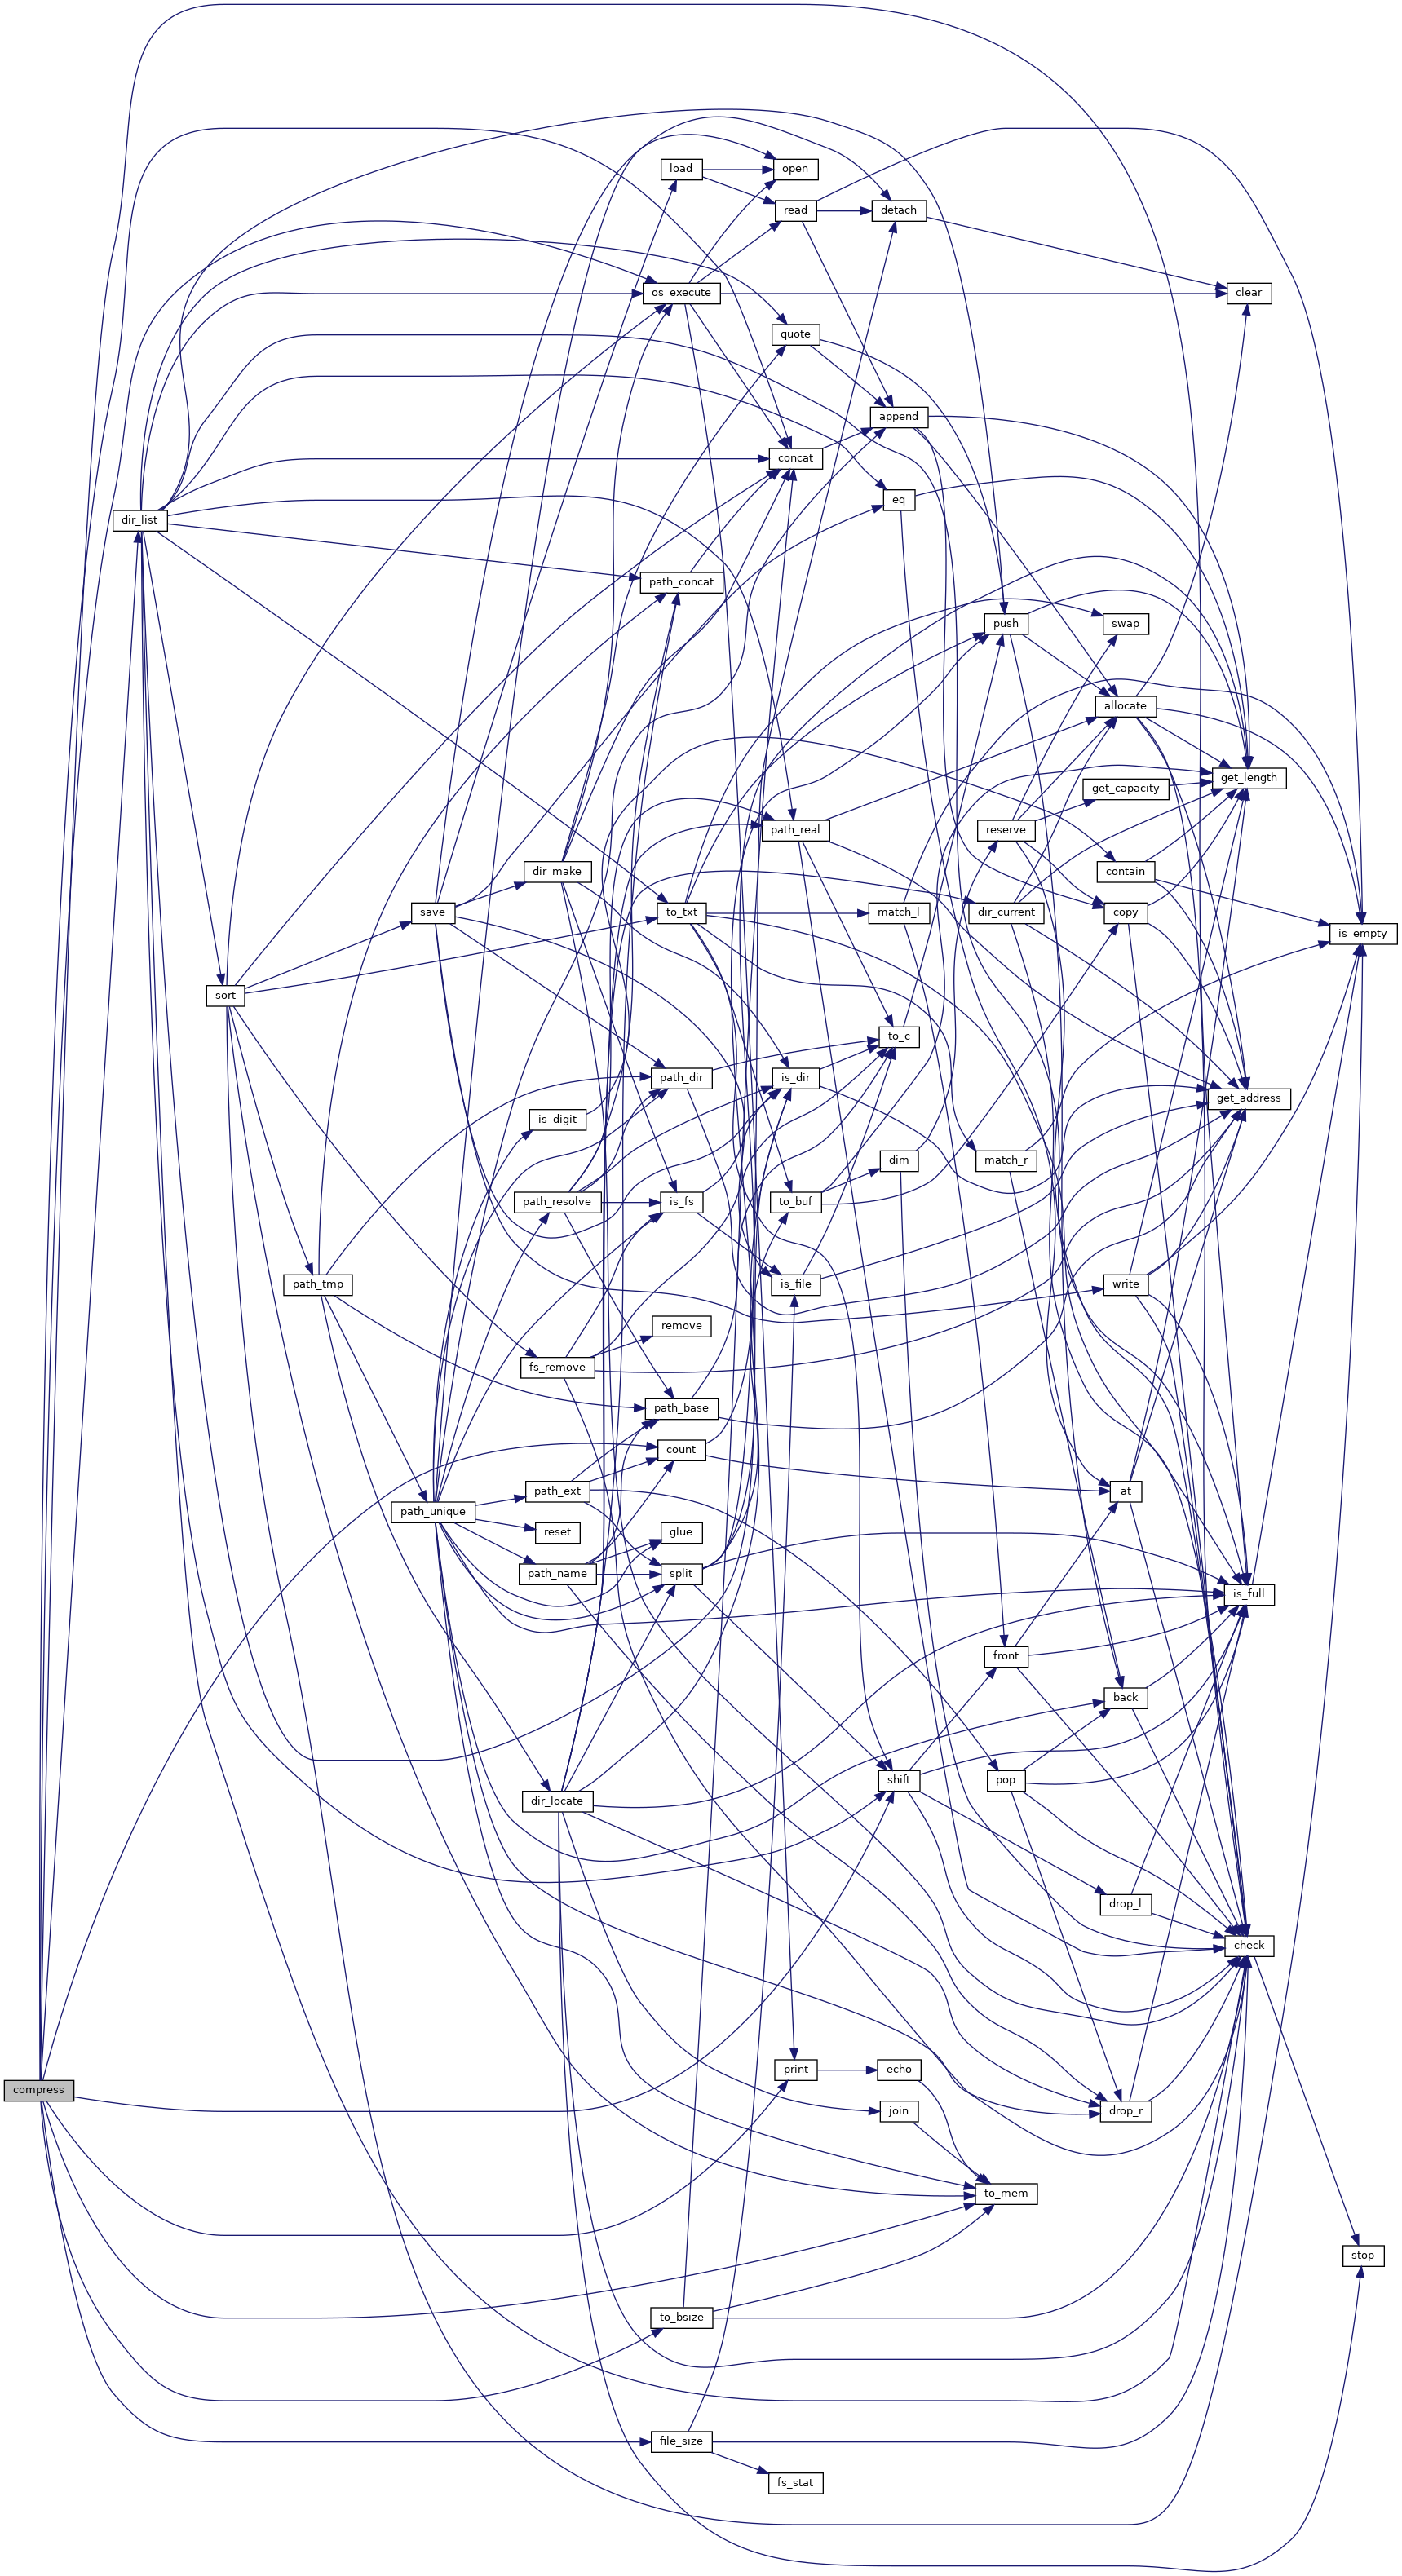 load
open
read
detach
os_execute
clear
quote
append
concat
eq
dir_list
path_concat
push
swap
allocate
get_length
get_capacity
path_real
reserve
dir_make
contain
save
to_txt
match_l
dir_current
copy
is_empty
sort
to_c
path_dir
is_dir
get_address
is_digit
dim
match_r
path_resolve
is_fs
to_buf
path_tmp
is_file
write
remove
fs_remove
path_base
count
path_ext
at
path_unique
reset
glue
path_name
split
is_full
front
back
shift
pop
dir_locate
drop_l
check
compress
print
echo
join
drop_r
to_mem
stop
to_bsize
file_size
fs_stat